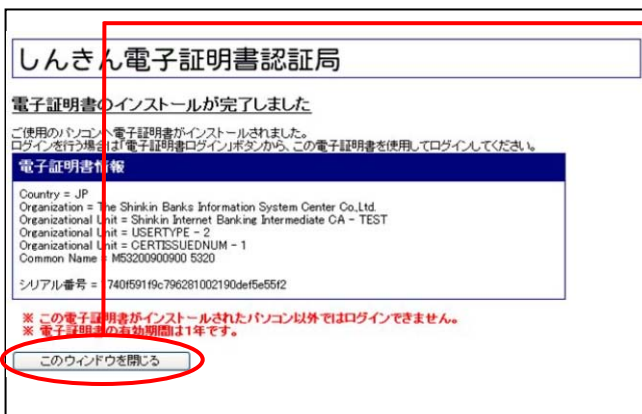 しんきん電子証明書認証局
電子証明書のインストールが完了しました
ご使用のパソコンへ電子証明書がインストールされました。
ログインを行う場合は「電子証明書ログイン」ボタンから、この電子証明書を使用してログインしてください。
電子証明書情報
Country = JP
Organization = The Shinkin Banks Information System Center Co.,Ltd.
Organizational Unit = Shinkin Internet Banking Intermediate CA - TEST
Organizational Unit = USERTYPE - 2
Organizational Unit = CERTISSUEDNUM - 1
Common Name = M53200900900 5320
シリアル番号 = 1740f591f9c796281002190def5e55f2
※ この電子証明書がインストールされたパソコン以外ではログインできません。
※ 電子証明書の有効期間は1年です。
このウィンドウを閉じる